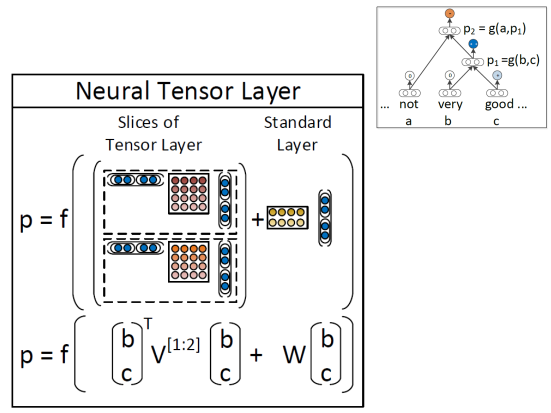 p₂ = g(a,p₁)
p₁ =g(b,c)
... not very good ...
a b c
Neural Tensor Layer
Slices of Standard
Tensor Layer Layer
p = f ( ( + ) )
p = f ( ( b c )ᵀ V[1:2] ( b c ) + W ( b c ) )